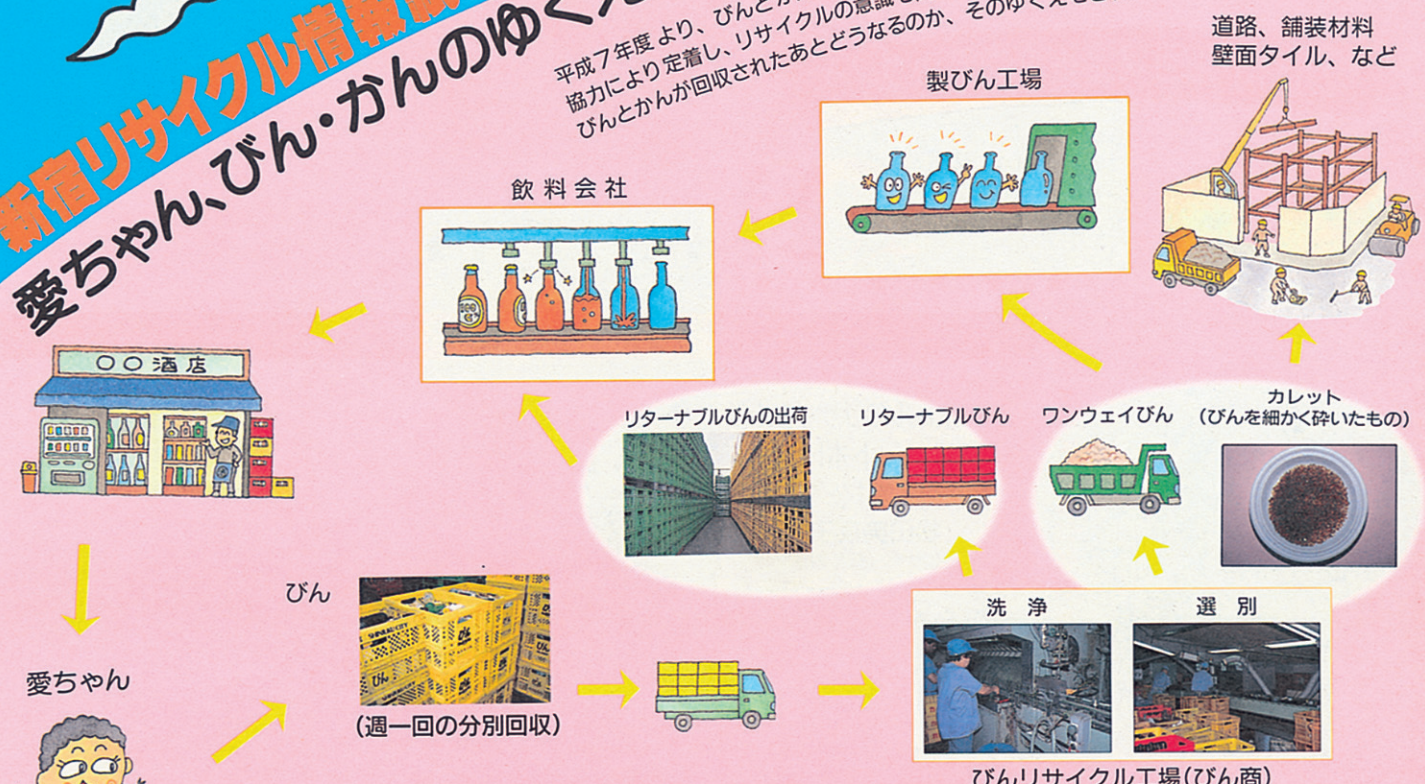 新宿リサイクル情報
愛ちゃん、びん・かんのゆくえ
平成7年度より、びんとか
協力により定着し、リサイクルの意識も
びんとかんが回収されたあとどうなるのか、そのゆくえをご
道路、舗装材料
壁面タイル、など
製びん工場
飲料会社
〇〇酒店
リターナブルびんの出荷
リターナブルびん
ワンウェイびん
カレット
(びんを細かく砕いたもの)
びん
(週一回の分別回収)
洗浄
選別
愛ちゃん
びんリサイクル工場(びん商)